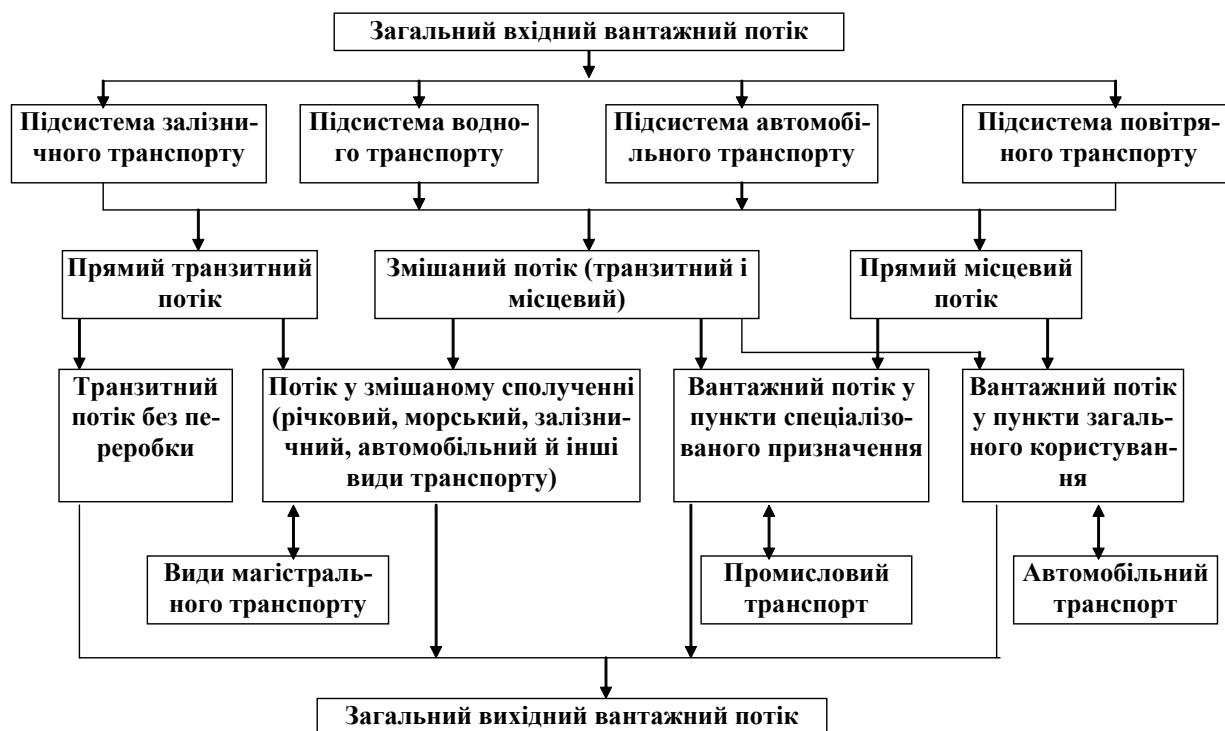 Загальний вхідний вантажний потік
Підсистема залізни-
чного транспорту
Підсистема водно-
го транспорту
Підсистема автомобі-
льного транспорту
Підсистема повітря-
ного транспорту
Прямий транзитний
потік
Змішаний потік (транзитний і
місцевий)
Прямий місцевий
потік
Транзитний
потік без пе-
реробки
Потік у змішаному сполученні
(річковий, морський, залізни-
чний, автомобільний й інші
види транспорту)
Вантажний потік у
пункти спеціалізо-
ваного призначення
Вантажний потік
у пункти загаль-
ного користуван-
ня
Види магістраль-
ного транспорту
Промисловий
транспорт
Автомобільний
транспорт
Загальний вихідний вантажний потік